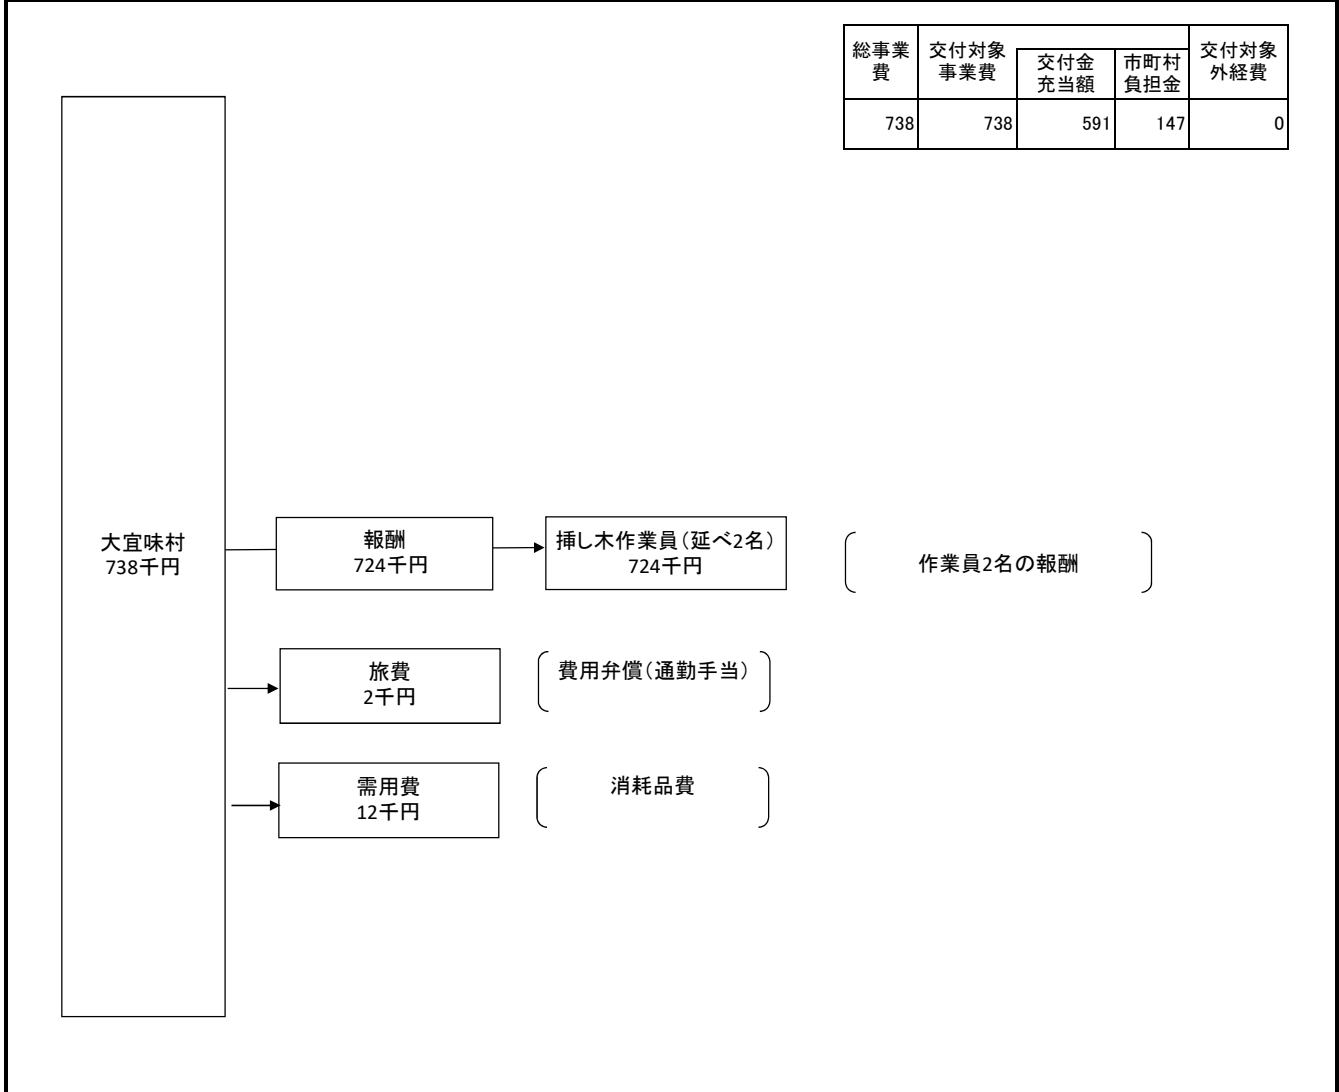 総事業
費
交付対象
事業費
交付金
充当額
市町村
負担金
交付対象
外経費
738
738
591
147
0
大宜味村
738千円
報酬
724千円
挿し木作業員（延べ2名）
724千円
作業員2名の報酬
旅費
2千円
費用弁償（通勤手当）
需用費
12千円
消耗品費